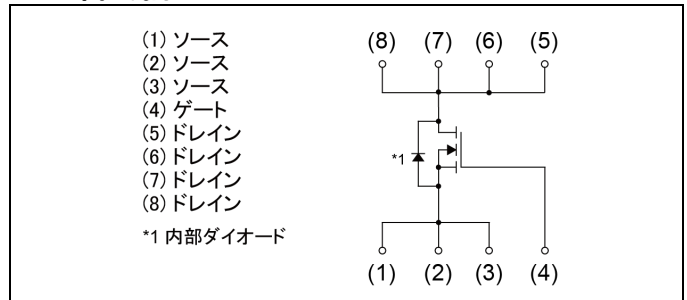 (1) ソース
(2) ソース
(3) ソース
(4) ゲート
(5) ドレイン
(6) ドレイン
(7) ドレイン
(8) ドレイン
*1 内部ダイオード
(8) (7) (6) (5)
*1
(1) (2) (3) (4)